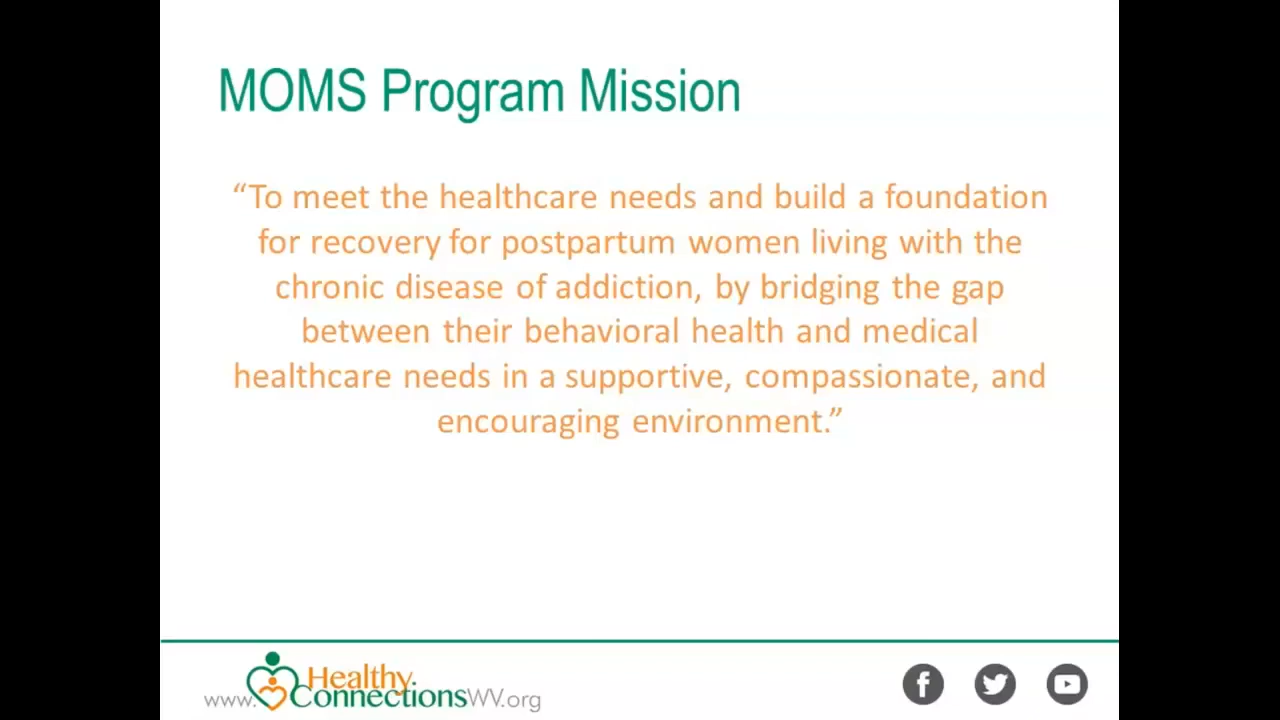 MOMS Program Mission
“To meet the healthcare needs and build a foundation
for recovery for postpartum women living with the
chronic disease of addiction, by bridging the gap
between their behavioral health and medical
healthcare needs in a supportive, compassionate, and
encouraging environment.”
www.Healthy
ConnectionsWV.org